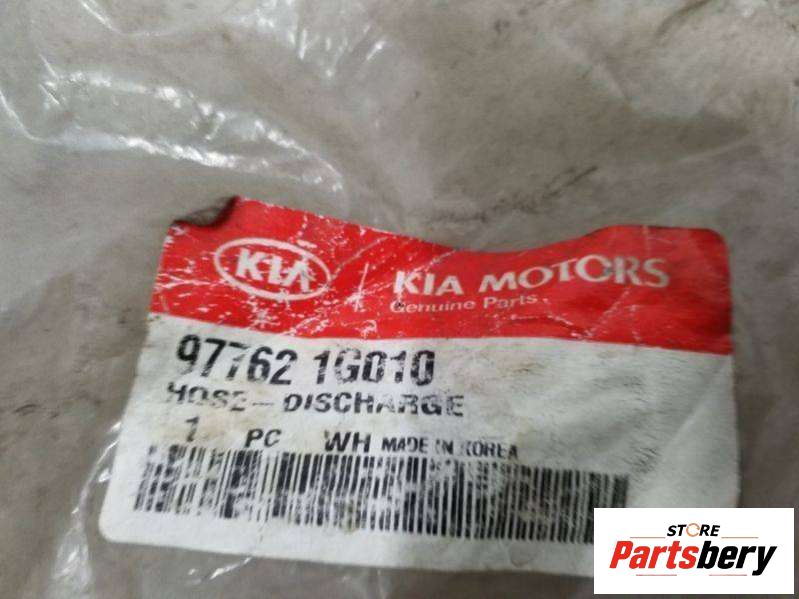 KIA
KIA MOTORS
Genuine Parts
97762 1G010
HOSE-DISCHARGE
1 PC WH MADE IN KOREA
STORE
Partsbery